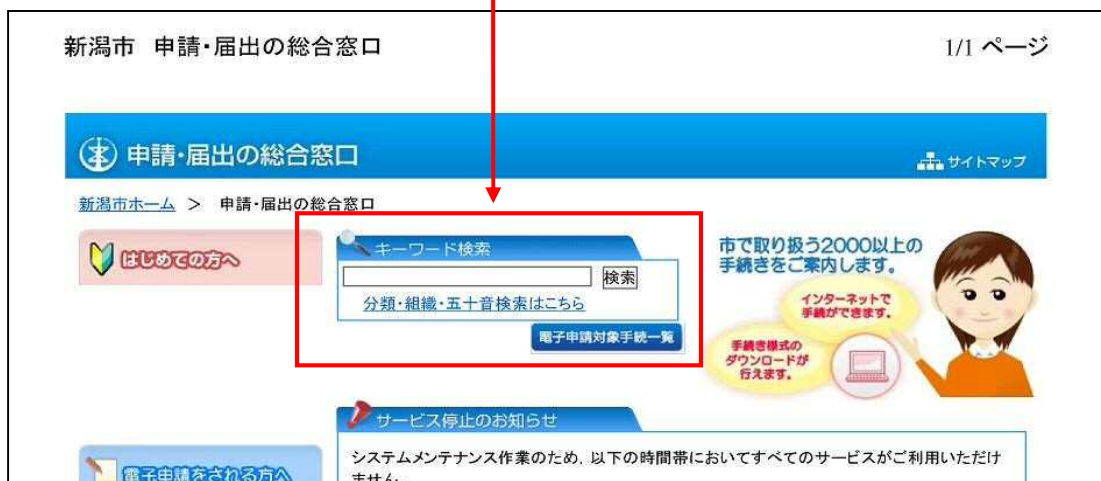 新潟市 申請・届出の総合窓口
1/1 ページ
申請・届出の総合窓口
サイトマップ
新潟市ホーム > 申請・届出の総合窓口
はじめての方へ
キーワード検索
検索
分類・組織・五十音検索はこちら
電子申請対象手続一覧
市で取り扱う2000以上の
手続きをご案内します。
インターネットで
手続ができます。
手続き様式の
ダウンロードが
行えます。
サービス停止のお知らせ
システムメンテナンス作業のため、以下の時間帯においてすべてのサービスがご利用いただけ
ません
電子申請をされる方へ